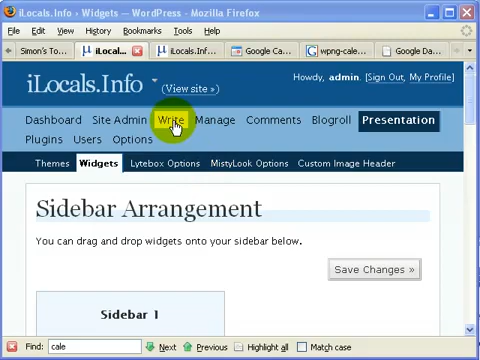 iLocals.Info › Widgets — WordPress - Mozilla Firefox
File Edit View History Bookmarks Tools Help
Simon's To... iLocal... iLocals.Inf... Google Ca... wpng-cale... Google Da...
iLocals.Info (View site ») Howdy, admin. [Sign Out, My Profile]
Dashboard Site Admin Write Manage Comments Blogroll Presentation
Plugins Users Options
Themes Widgets Lytebox Options MistyLook Options Custom Image Header
Sidebar Arrangement
You can drag and drop widgets onto your sidebar below.
Save Changes »
Sidebar 1
Find: cale Next Previous Highlight all Match case